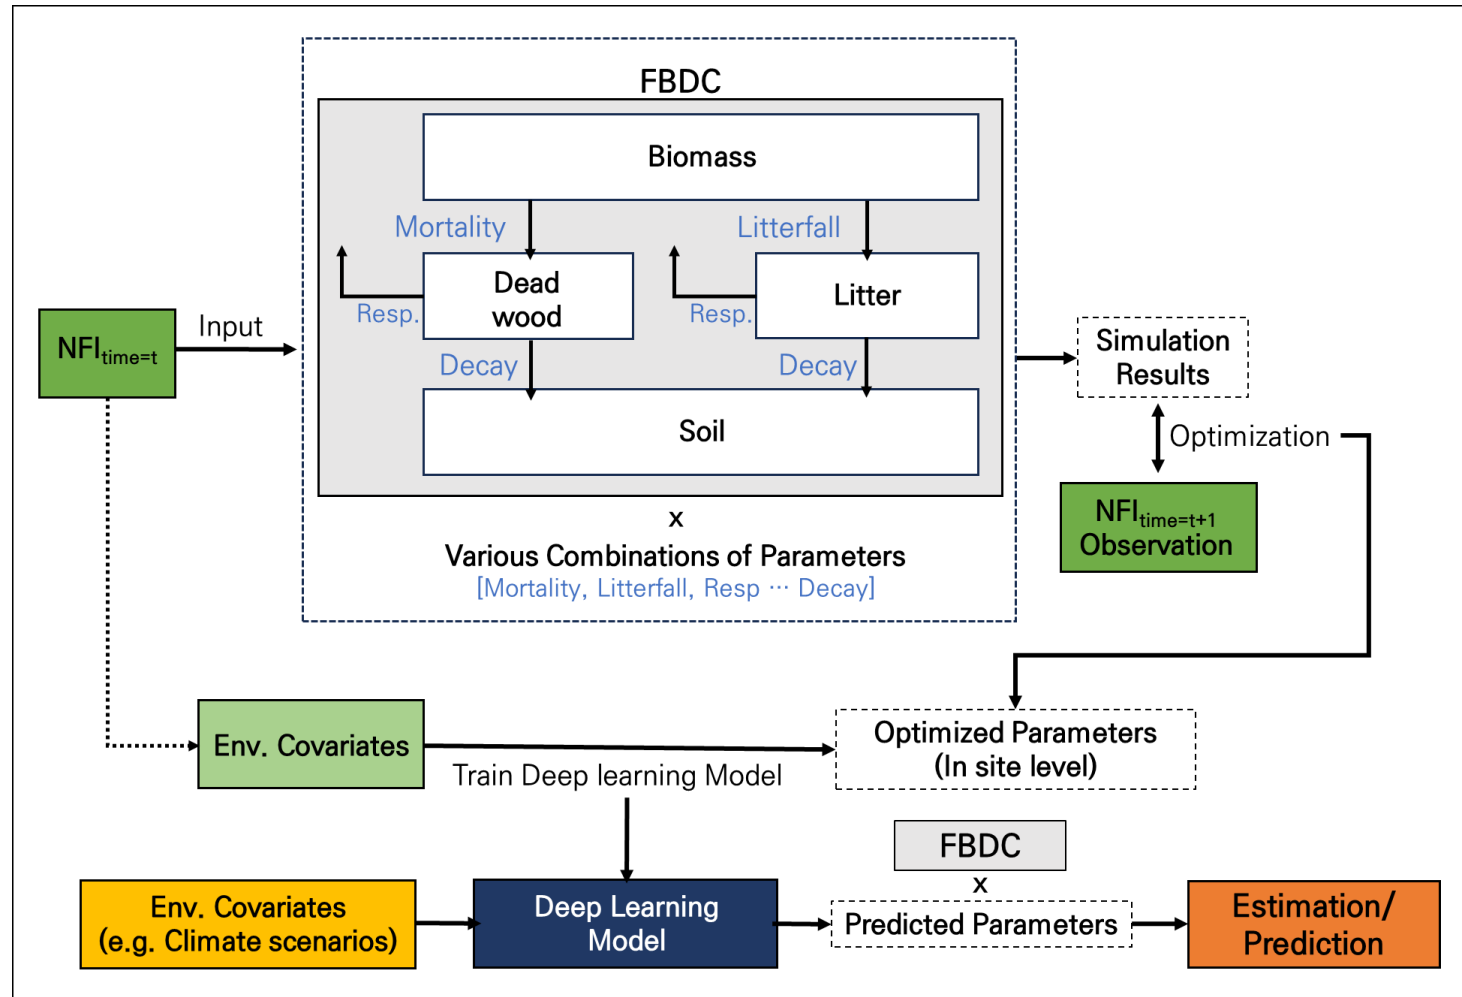 FBDC
Biomass
Mortality
Litterfall
Dead
wood
Litter
Resp.
Resp.
NFItime=t
Input
Decay
Decay
Soil
Simulation
Results
Optimization
NFItime=t+1
Observation
x
Various Combinations of Parameters
[Mortality, Litterfall, Resp ··· Decay]
Env. Covariates
Train Deep learning Model
Optimized Parameters
(In site level)
FBDC
x
Env. Covariates
(e.g. Climate scenarios)
Deep Learning
Model
Predicted Parameters
Estimation/
Prediction